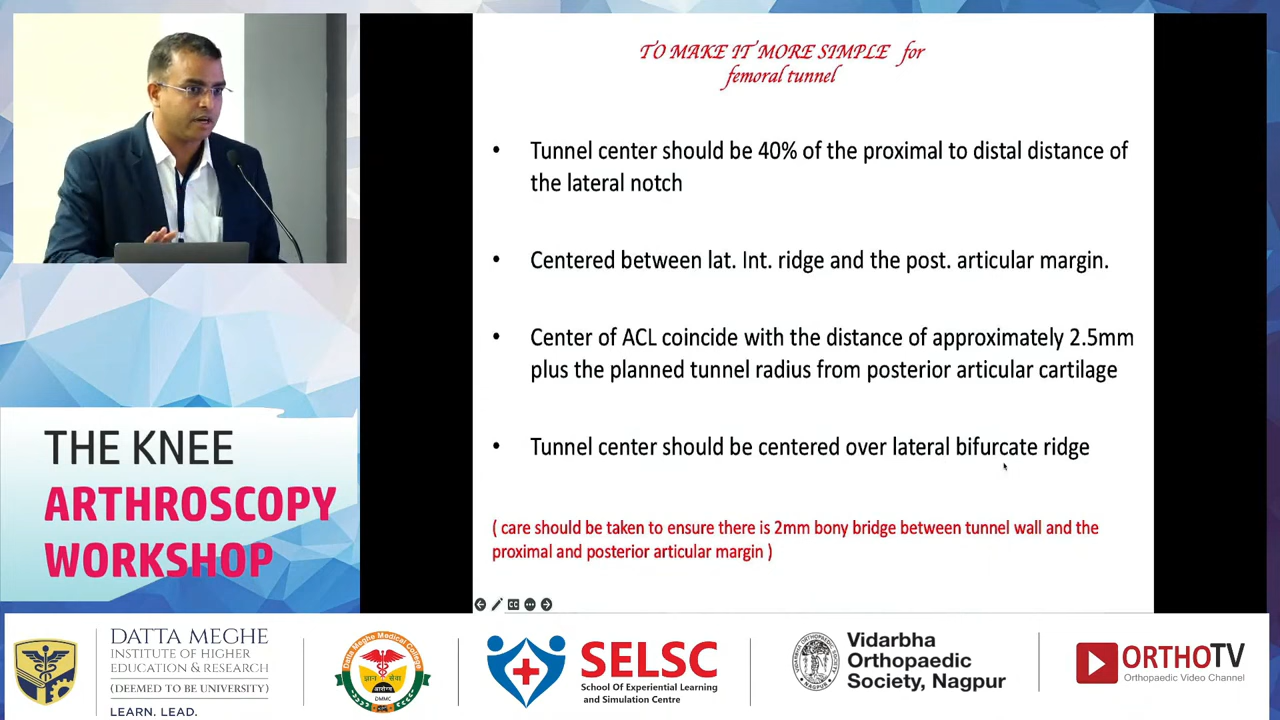 TO MAKE IT MORE SIMPLE for
femoral tunnel
• Tunnel center should be 40% of the proximal to distal distance of
the lateral notch
• Centered between lat. Int. ridge and the post. articular margin.
• Center of ACL coincide with the distance of approximately 2.5mm
plus the planned tunnel radius from posterior articular cartilage
• Tunnel center should be centered over lateral bifurcate ridge
( care should be taken to ensure there is 2mm bony bridge between tunnel wall and the
proximal and posterior articular margin )
THE KNEE
ARTHROSCOPY
WORKSHOP
DATTA MEGHE
INSTITUTE OF HIGHER
EDUCATION & RESEARCH
(DEEMED TO BE UNIVERSITY)
LEARN. LEAD.
Datta Meghe Medical College
ज्ञान
सेवा
आरोग्य
DMMC
SELSC
School Of Experiential Learning
and Simulation Centre
Vidarbha
Orthopaedic
Society, Nagpur
ORTHOTV
Orthopaedic Video Channel